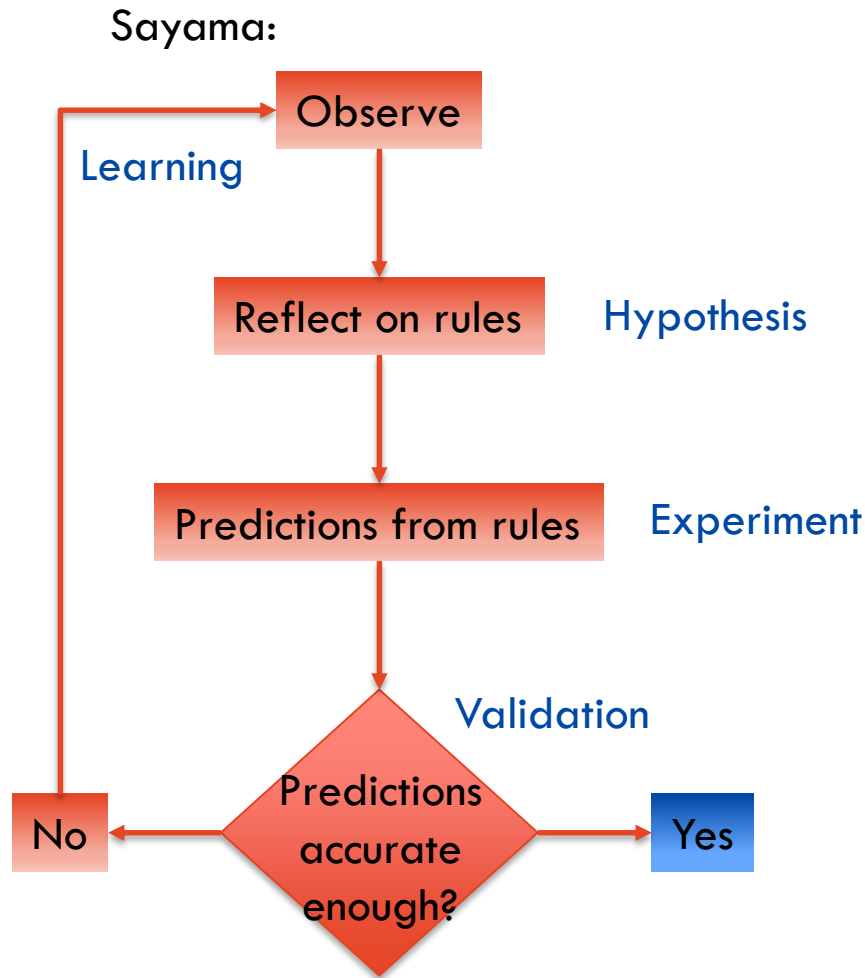 Sayama:
Observe
Learning
Reflect on rules
Hypothesis
Predictions from rules
Experiment
Validation
Predictions
accurate
enough?
No
Yes